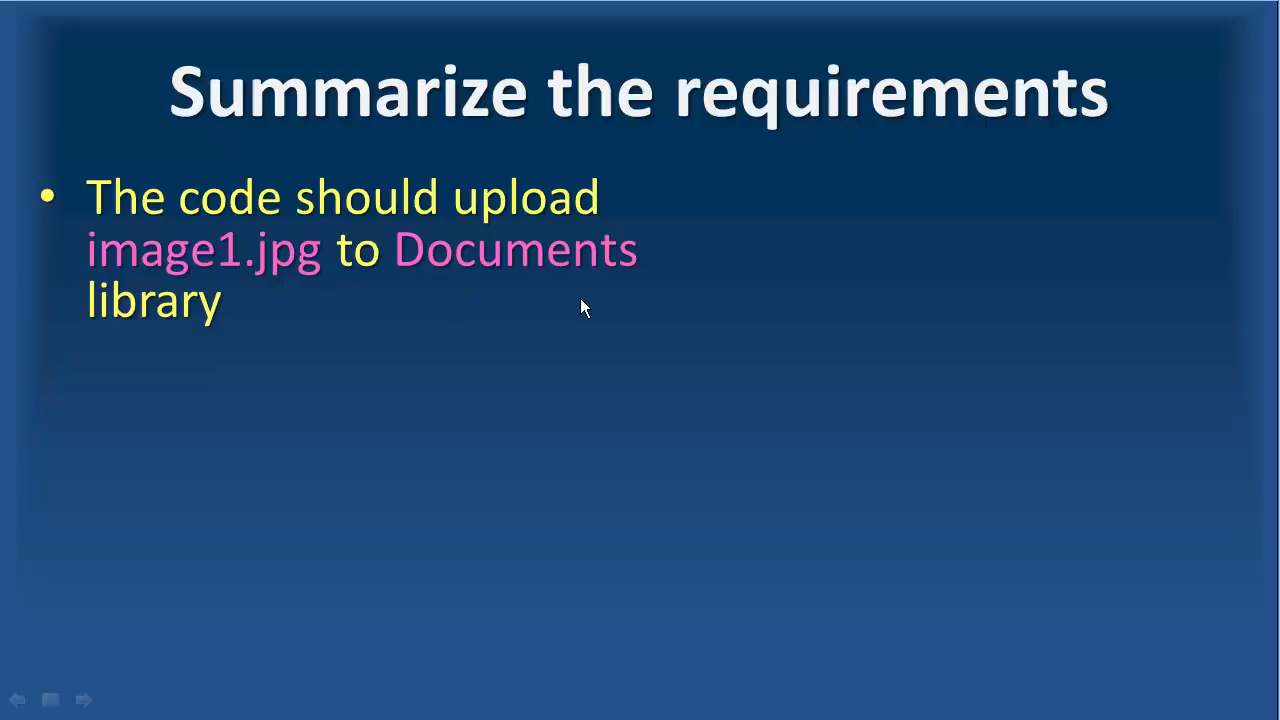 Summarize the requirements
• The code should upload
image1.jpg to Documents
library